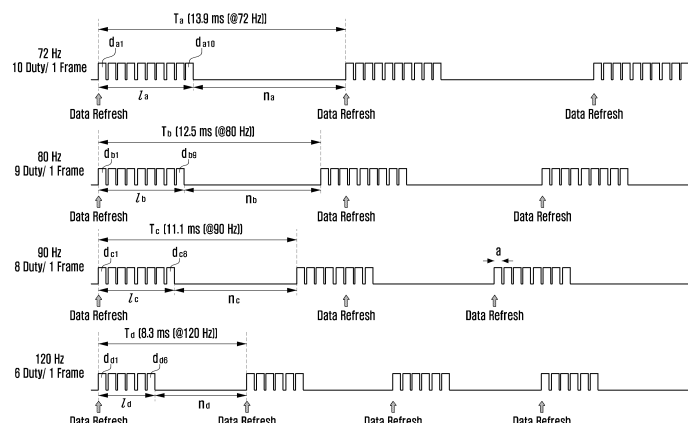 Ta (13.9 ms (@72 Hz))
da1 da10
72 Hz
10 Duty/ 1 Frame
la na
Data Refresh Data Refresh Data Refresh
Tb (12.5 ms (@80 Hz))
80 Hz
9 Duty/ 1 Frame
db1 db9
lb nb
Data Refresh Data Refresh Data Refresh
Tc (11.1 ms (@90 Hz))
90 Hz
8 Duty/ 1 Frame
dc1 dc8 a
lc nc
Data Refresh Data Refresh Data Refresh
Td (8.3 ms (@120 Hz))
120 Hz
6 Duty/ 1 Frame
dd1 dd6
ld nd
Data Refresh Data Refresh Data Refresh Data Refresh